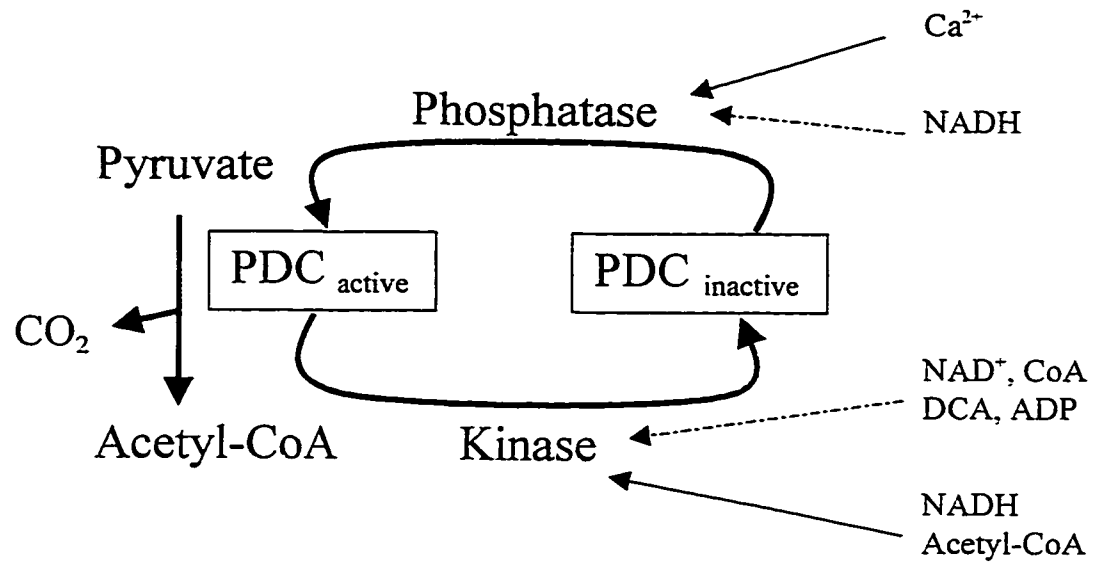 Ca²⁺
Phosphatase
NADH
Pyruvate
PDC active
PDC inactive
CO₂
NAD⁺, CoA
DCA, ADP
Acetyl-CoA
Kinase
NADH
Acetyl-CoA